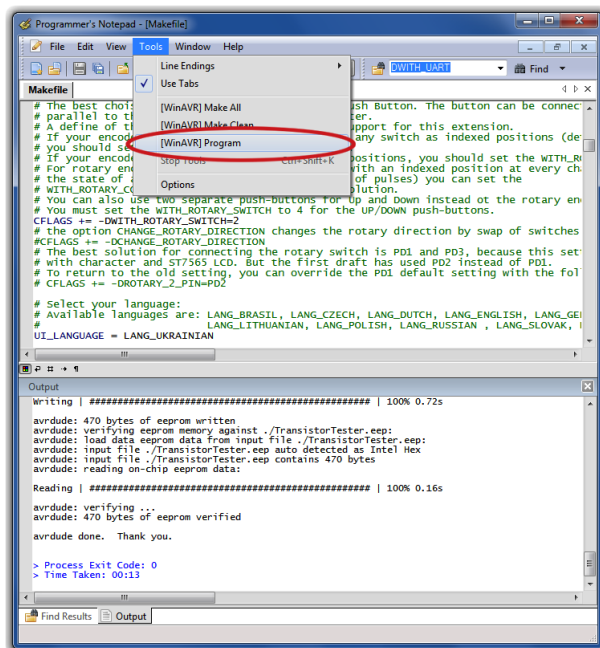 Programmer's Notepad - [Makefile]
File Edit View Tools Window Help
DWITH_UART Find
Makefile
Line Endings
Use Tabs
[WinAVR] Make All
[WinAVR] Make Clean
[WinAVR] Program
Stop Tools Ctrl+Shift+K
Options
# The best chois sh Button. The button can be connec
# parallel to th er.
# A define of th pport for this extension.
# If your encode any switch as indexed positions (de
# you should se
# If your encode positions, you should set the WITH_R
# For rotary en with an indexed position at every ch
# the state of a of pulses) you can set the
# WITH_ROTARY_CO olution.
# You can also use two separate push-buttons for Up and Down instead ot the rotary en
# You must set the WITH_ROTARY_SWITCH to 4 for the UP/DOWN push-buttons.
CFLAGS += -DWITH_ROTARY_SWITCH=2
# the option CHANGE_ROTARY_DIRECTION changes the rotary direction by swap of switches
#CFLAGS += -DCHANGE_ROTARY_DIRECTION
# The best solution for connecting the rotary switch is PD1 and PD3, because this set
# with character and ST7565 LCD. But the first draft has used PD2 instead of PD1.
# To return to the old setting, you can override the PD1 default setting with the fol
# CFLAGS += -DROTARY_2_PIN=PD2
# Select your language:
# Available languages are: LANG_BRASIL, LANG_CZECH, LANG_DUTCH, LANG_ENGLISH, LANG_GE
# LANG_LITHUANIAN, LANG_POLISH, LANG_RUSSIAN , LANG_SLOVAK,
UI_LANGUAGE = LANG_UKRAINIAN
Output
Writing | ################################################## | 100% 0.72s
avrdude: 470 bytes of eeprom written
avrdude: verifying eeprom memory against ./TransistorTester.eep:
avrdude: load data eeprom data from input file ./TransistorTester.eep:
avrdude: input file ./TransistorTester.eep auto detected as Intel Hex
avrdude: input file ./TransistorTester.eep contains 470 bytes
avrdude: reading on-chip eeprom data:
Reading | ################################################## | 100% 0.16s
avrdude: verifying ...
avrdude: 470 bytes of eeprom verified
avrdude done. Thank you.
> Process Exit Code: 0
> Time Taken: 00:13
Find Results Output